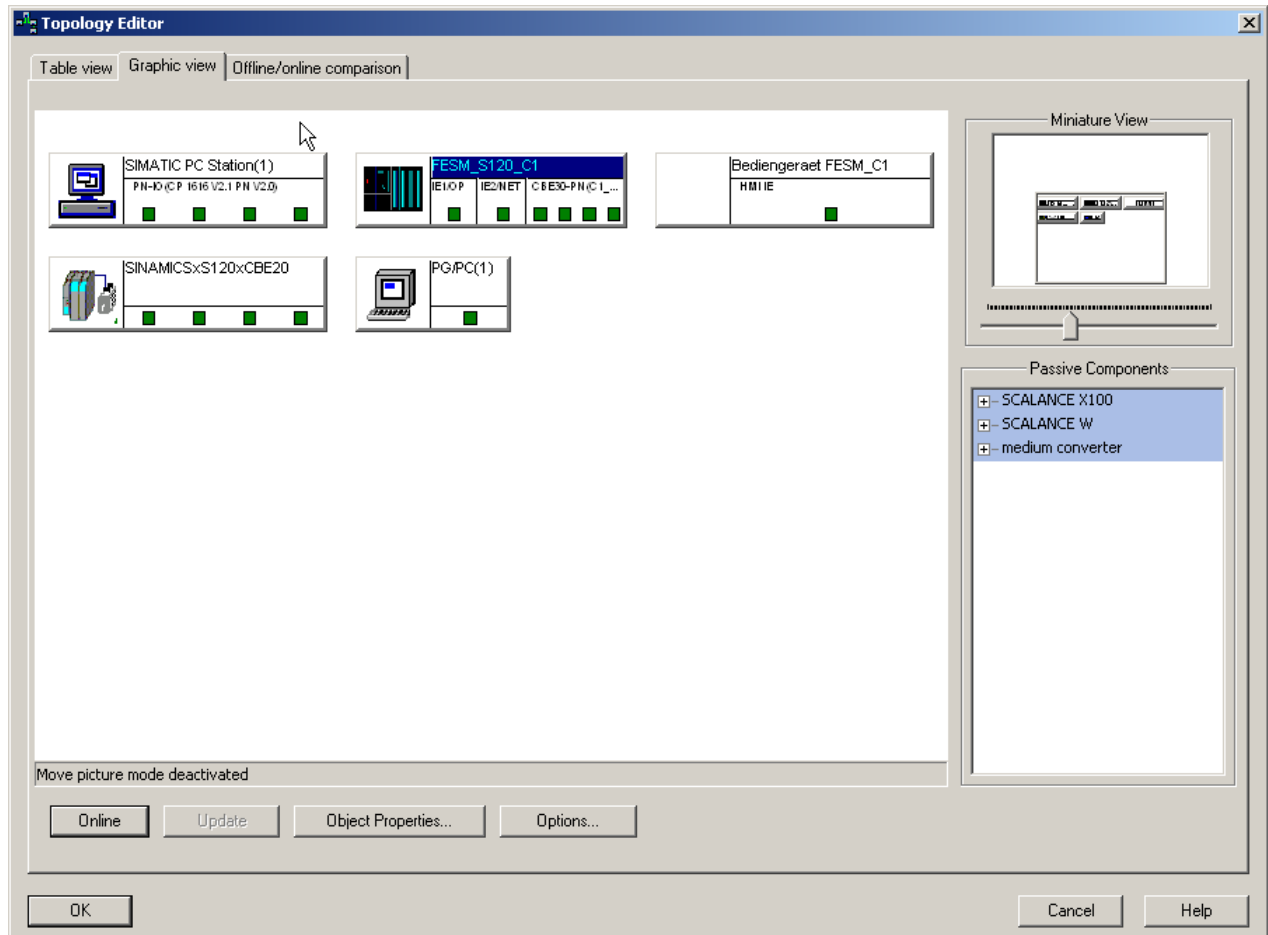 Topology Editor
Table view
Graphic view
Offline/online comparison
Miniature View
SIMATIC PC Station(1)
PN-IO (CP 1616 V2.1 PN V2.0)
FESM_S120_C1
IE1/OP
IE2/NET
CBE30-PN (C1_...
Bediengeraet FESM_C1
HMI IE
SINAMICSxS120xCBE20
PG/PC(1)
Passive Components
SCALANCE X100
SCALANCE W
medium converter
Move picture mode deactivated
Online
Update
Object Properties...
Options...
OK
Cancel
Help